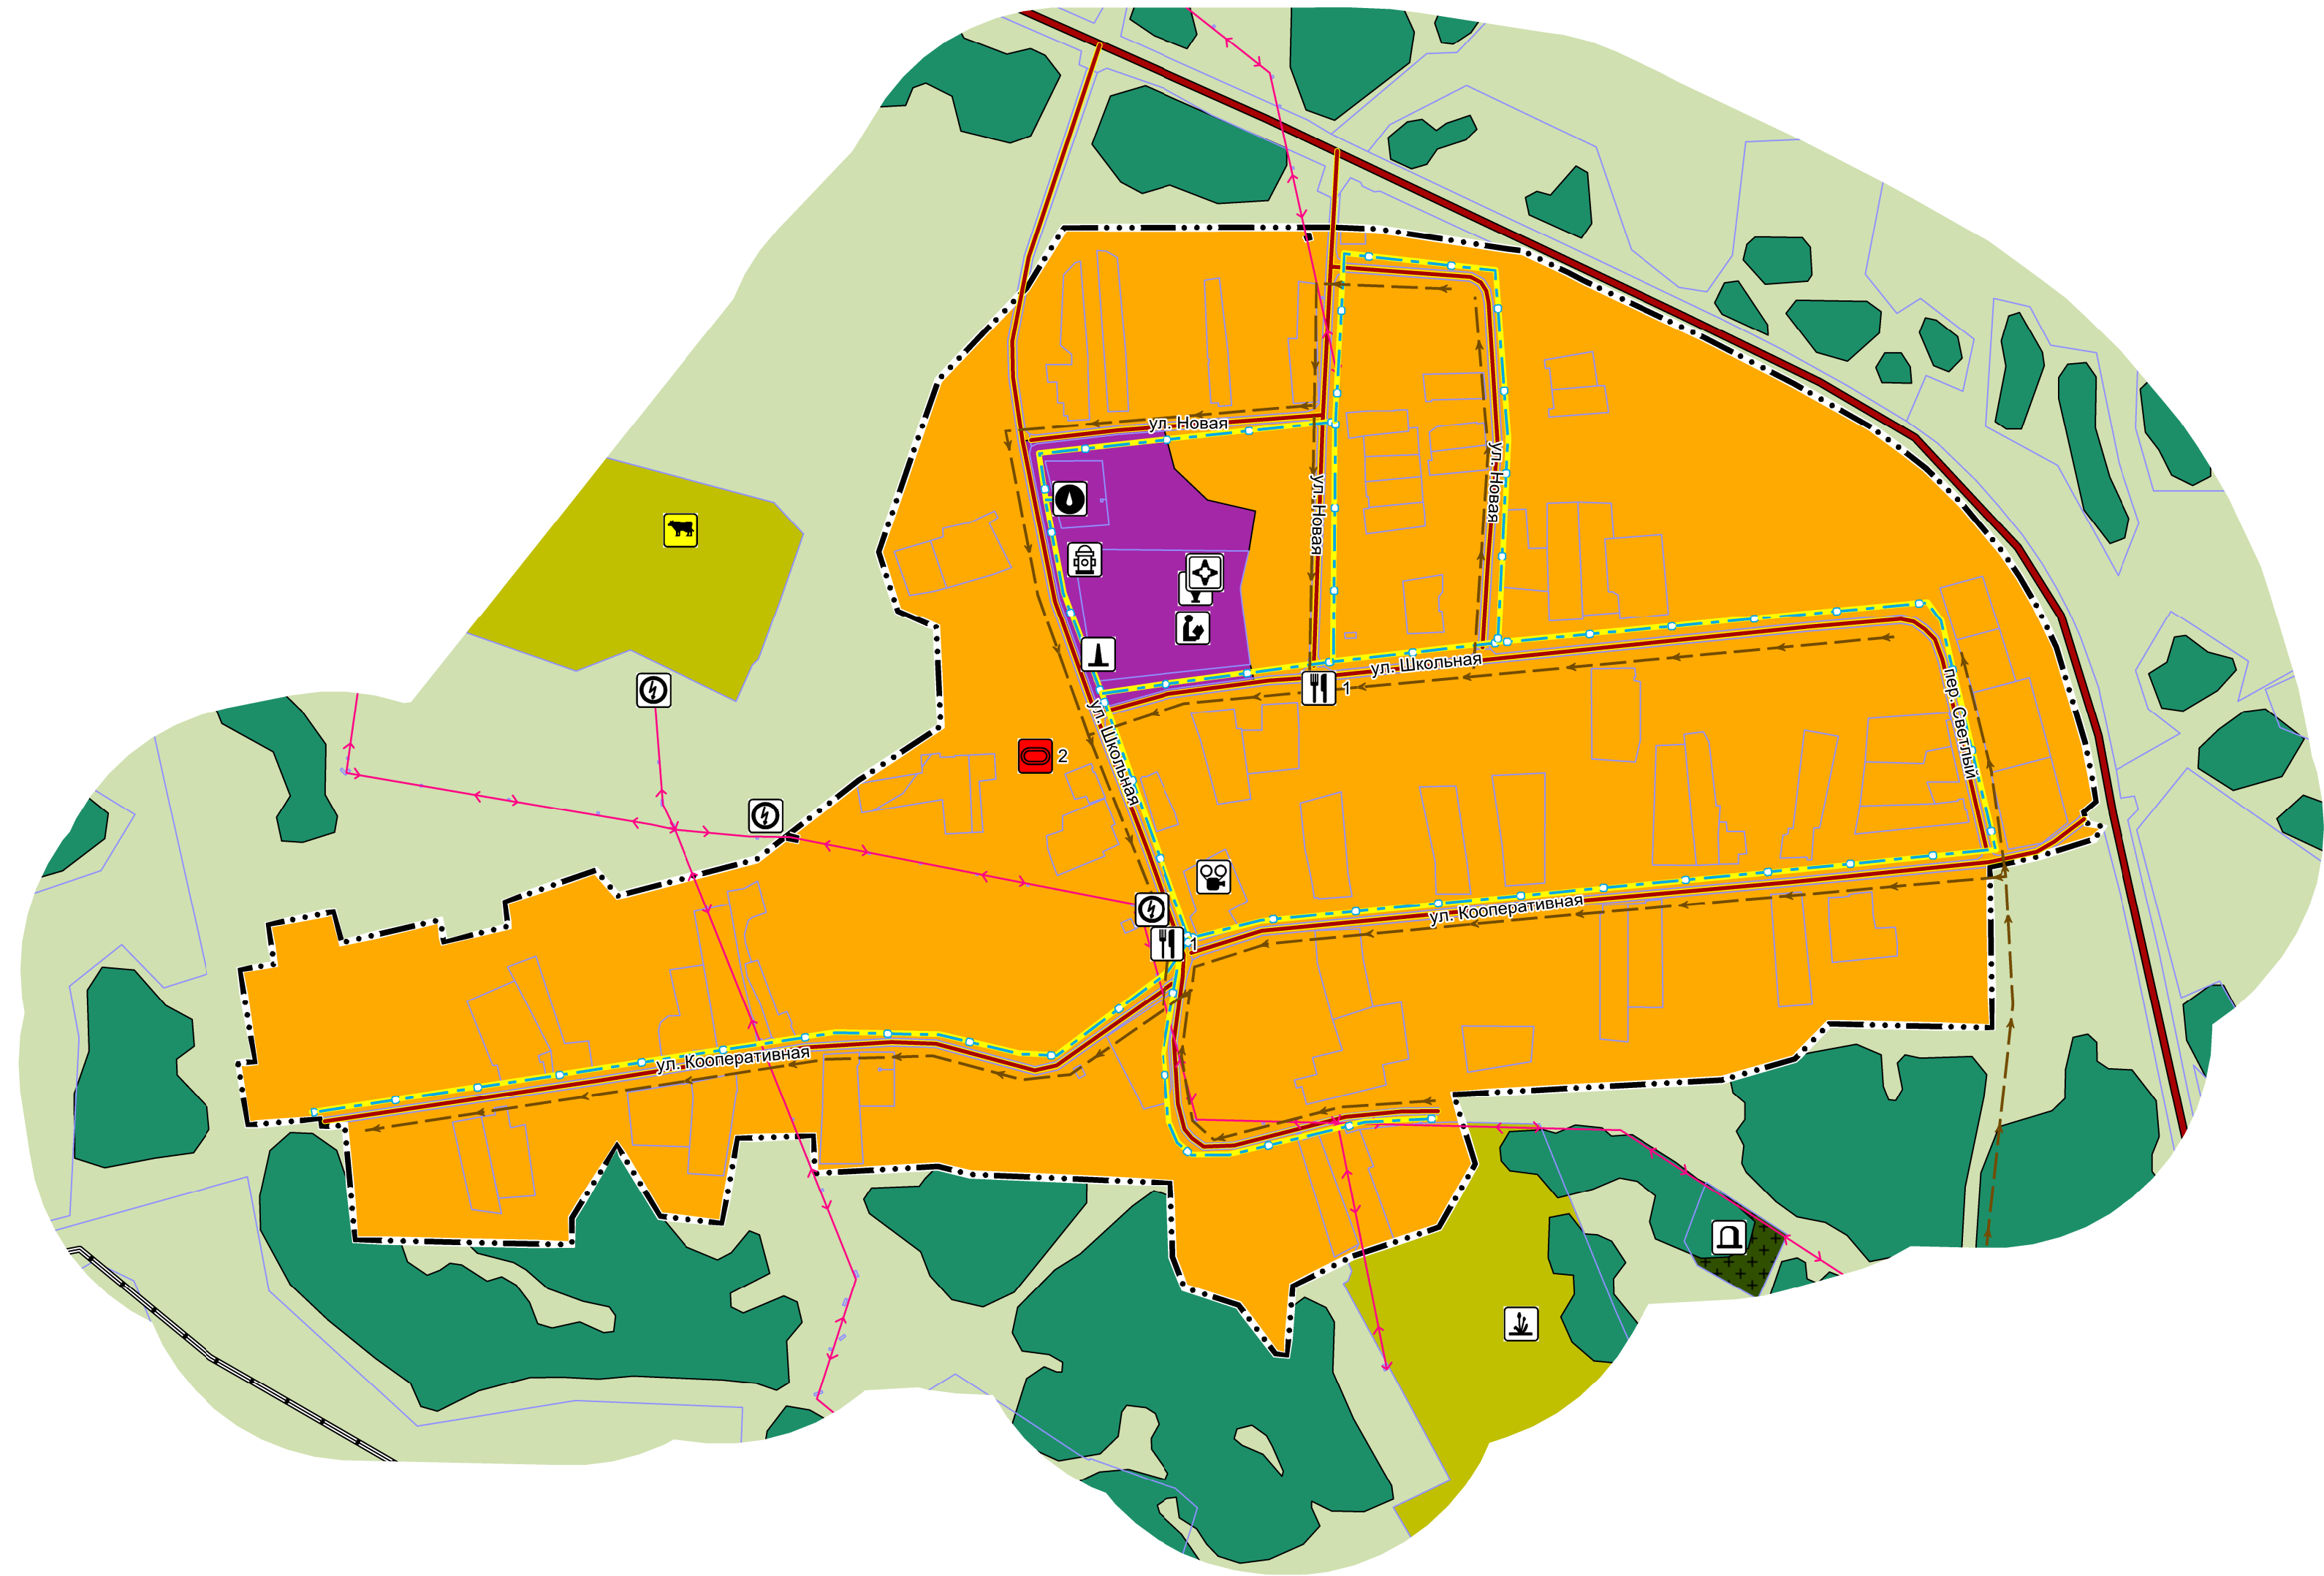 ул. Новая
ул. Новая
ул. Новая
ул. Школьная
1
пер. Светлый
ул. Школьная
2
ул. Кооперативная
1
ул. Кооперативная